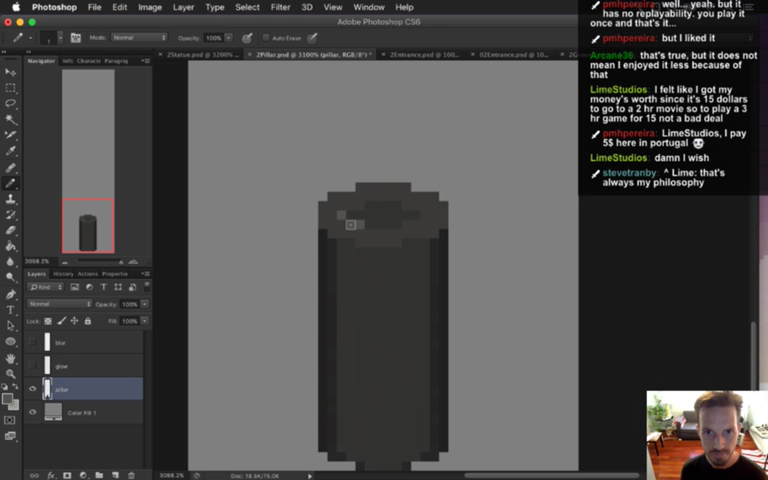 Photoshop File Edit Image Layer Type Select Filter 3D View Window Help
Adobe Photoshop CS6
Mode: Normal Opacity: 100% Auto Erase
2Pillar.psd @ 3100% (pillar, RGB/8*)
Navigator Info Character Paragraph
Layers History Actions
Kind
Normal Opacity: 100%
Lock: Fill: 100%
blur
glow
pillar
Color Fill 1
pmhpereira: well... yeah. but it
has no replayability. you play it
once and that's it...
pmhpereira: but I liked it
Arcane36: that's true, but it does not
mean I enjoyed it less because of
that
LimeStudios: I felt like I got my
money's worth since it's 15 dollars
to go to a 2 hr movie so to play a 3
hr game for 15 not a bad deal
pmhpereira: LimeStudios, I pay
5$ here in portugal
LimeStudios: damn I wish
stevetranby: ^ Lime: that's
always my philosophy